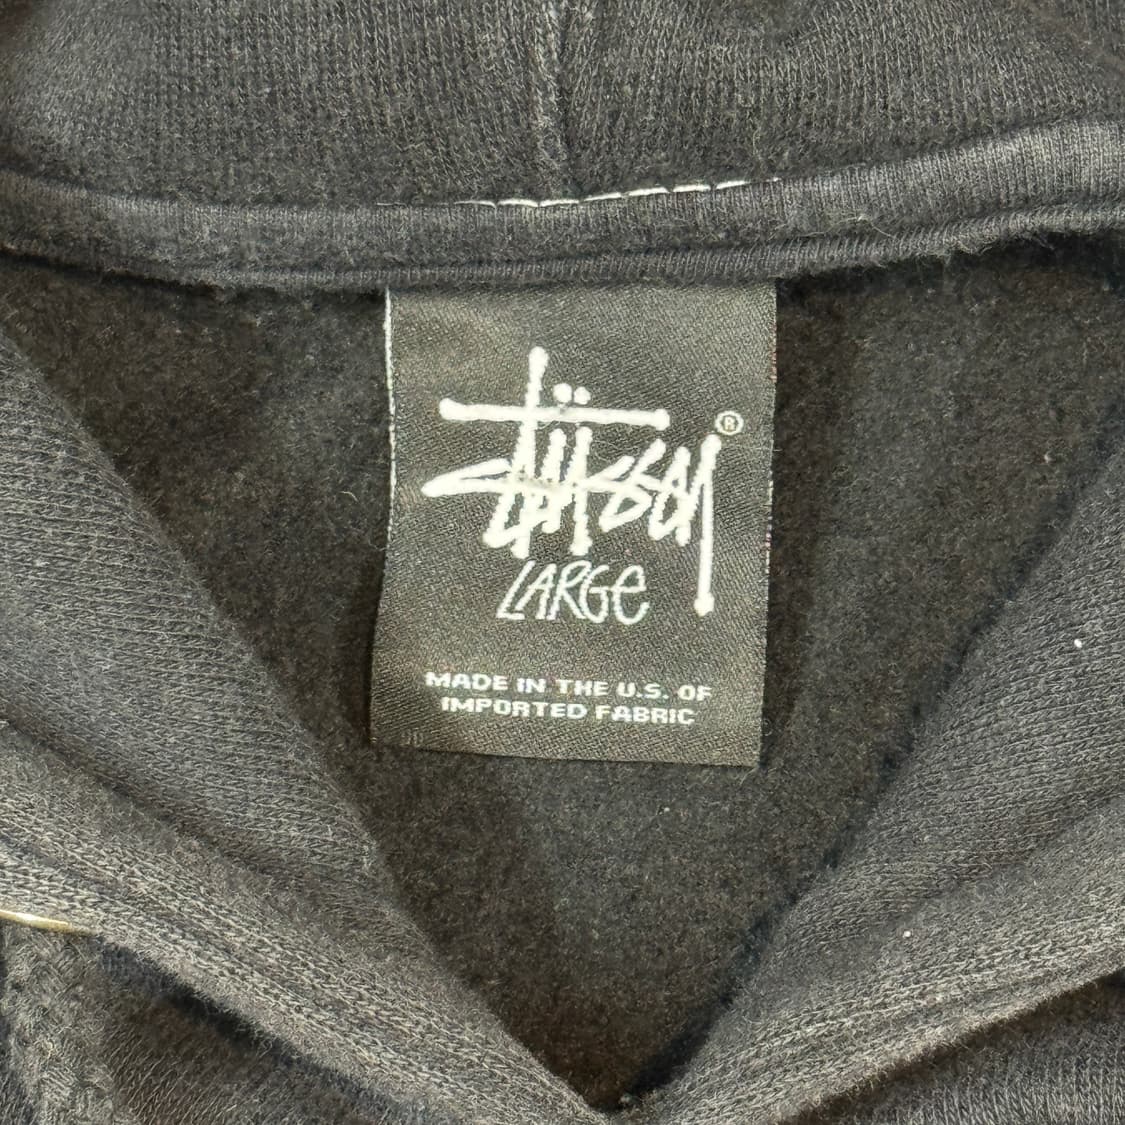 Stüssy ®
LARGE
MADE IN THE U.S. OF
IMPORTED FABRIC